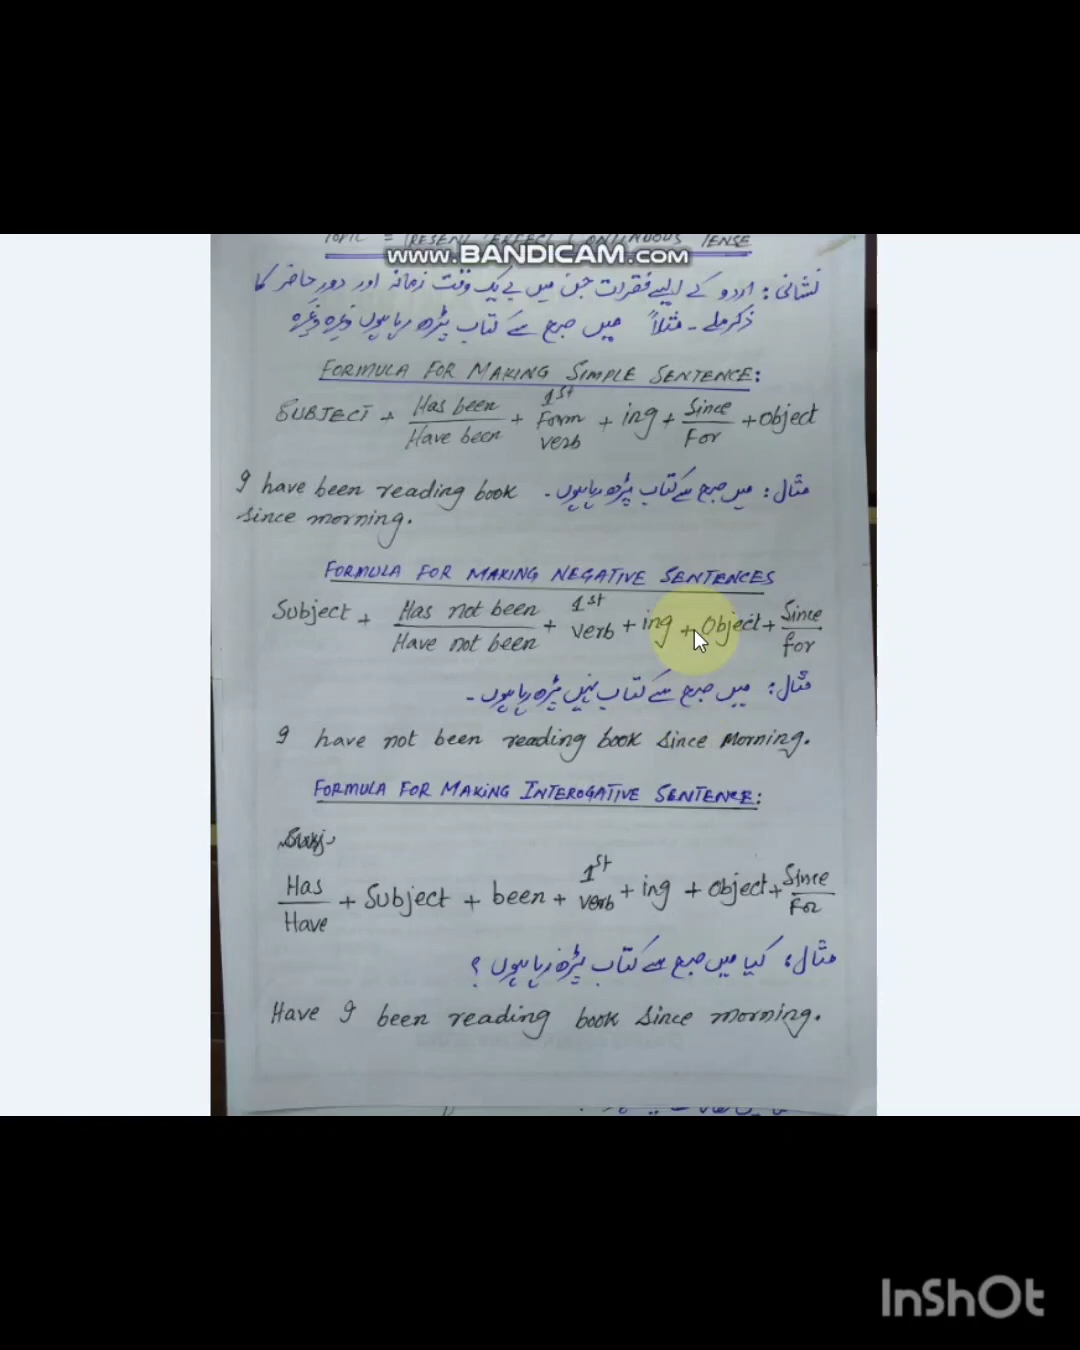 TOPIC = PRESENT PERFECT CONTINUOUS TENSE
www.BANDICAM.com
نشانی: اردو کے ایسے فقرات جن میں بے یک وقت زمانہ اور دورِ حاضر کا
ذکر ملے۔ مثلاً میں صبح سے کتاب پڑھ رہا ہوں وغیرہ وغیرہ
FORMULA FOR MAKING SIMPLE SENTENCE:
SUBJECT + Has been / Have been + 1st Form verb + ing + Since / For + Object
مثال: میں صبح سے کتاب پڑھ رہا ہوں۔
I have been reading book
since morning.
FORMULA FOR MAKING NEGATIVE SENTENCES
Subject + Has not been / Have not been + 1st verb + ing + Object + Since / for
مثال: میں صبح سے کتاب نہیں پڑھ رہا ہوں۔
I have not been reading book since morning.
FORMULA FOR MAKING INTEROGATIVE SENTENCE:
Has / Have + Subject + been + 1st verb + ing + Object + Since / For
مثال: کیا میں صبح سے کتاب پڑھ رہا ہوں؟
Have I been reading book since morning.
InShOt